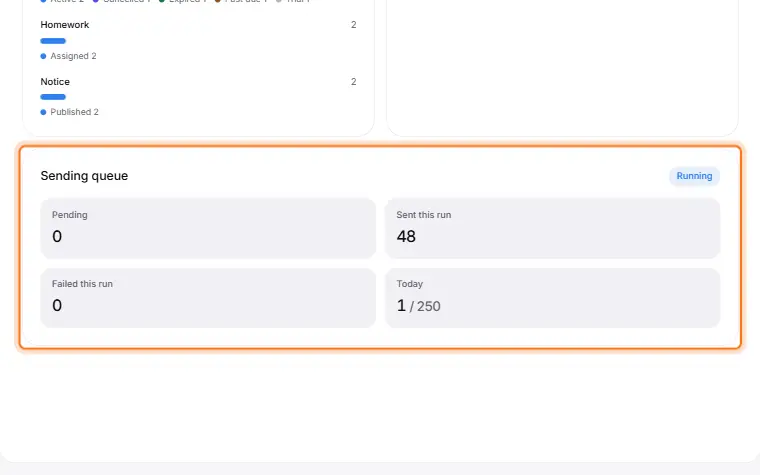 Homework 2
Assigned 2
Notice 2
Published 2
Sending queue Running
Pending Sent this run
0 48
Failed this run Today
0 1 / 250